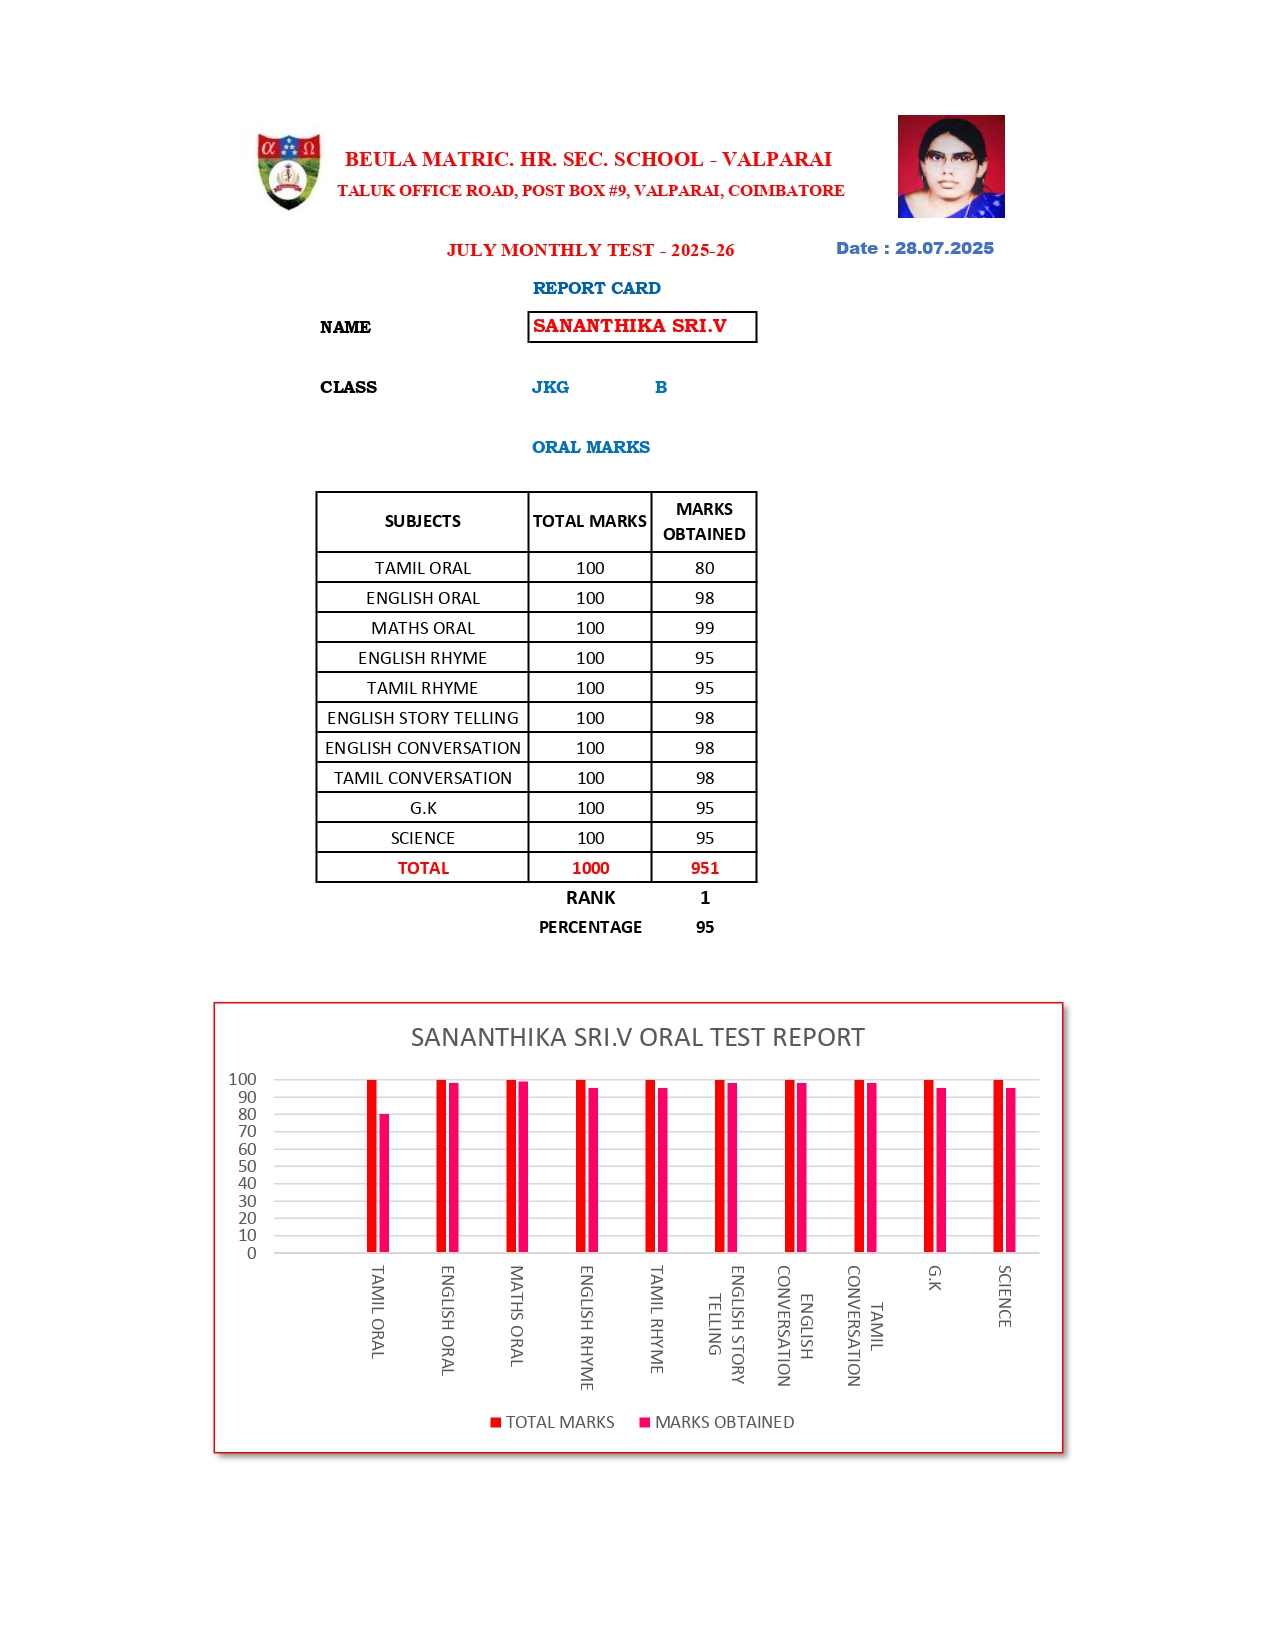 α Ω
BEULA MATRIC. HR. SEC. SCHOOL - VALPARAI
TALUK OFFICE ROAD, POST BOX #9, VALPARAI, COIMBATORE
JULY MONTHLY TEST - 2025-26
Date : 28.07.2025
REPORT CARD
NAME SANANTHIKA SRI.V
CLASS JKG B
ORAL MARKS
SUBJECTS TOTAL MARKS MARKS OBTAINED
TAMIL ORAL 100 80
ENGLISH ORAL 100 98
MATHS ORAL 100 99
ENGLISH RHYME 100 95
TAMIL RHYME 100 95
ENGLISH STORY TELLING 100 98
ENGLISH CONVERSATION 100 98
TAMIL CONVERSATION 100 98
G.K 100 95
SCIENCE 100 95
TOTAL 1000 951
RANK 1
PERCENTAGE 95
SANANTHIKA SRI.V ORAL TEST REPORT
100
90
80
70
60
50
40
30
20
10
0
TAMIL ORAL
ENGLISH ORAL
MATHS ORAL
ENGLISH RHYME
TAMIL RHYME
ENGLISH STORY
TELLING
ENGLISH
CONVERSATION
TAMIL
CONVERSATION
G.K
SCIENCE
TOTAL MARKS MARKS OBTAINED